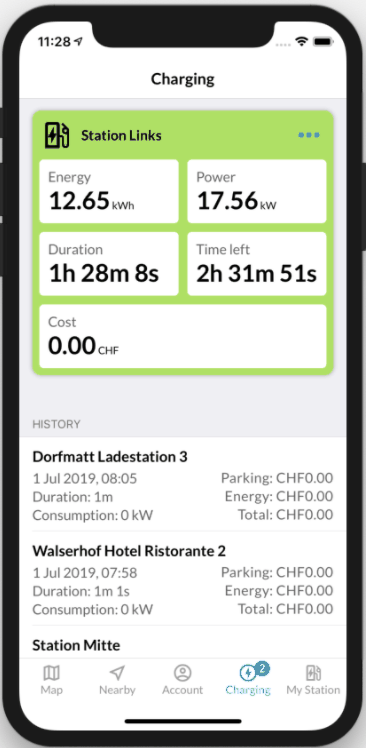 11:28
Charging
Station Links
Energy Power
12.65 kWh 17.56 kW
Duration Time left
1h 28m 8s 2h 31m 51s
Cost
0.00 CHF
HISTORY
Dorfmatt Ladestation 3
1 Jul 2019, 08:05 Parking: CHF0.00
Duration: 1m Energy: CHF0.00
Consumption: 0 kW Total: CHF0.00
Walserhof Hotel Ristorante 2
1 Jul 2019, 07:58 Parking: CHF0.00
Duration: 1m 1s Energy: CHF0.00
Consumption: 0 kW Total: CHF0.00
Station Mitte
2
Map Nearby Account Charging My Station